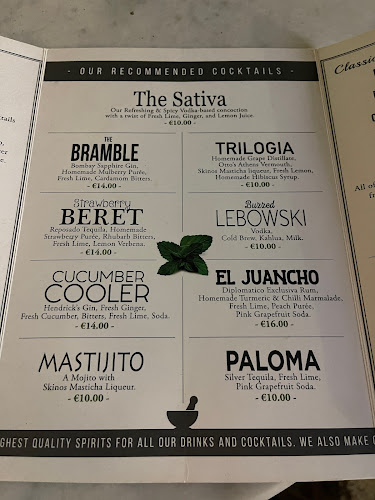 - OUR RECOMMENDED COCKTAILS -
The Sativa
Our Refreshing & Spicy Vodka-based concoction
with a twist of Fresh Lime, Ginger, and Lemon Juice.
- €10.00 -
THE
BRAMBLE
Bombay Sapphire Gin,
Homemade Mulberry Purée,
Fresh Lime, Cardamom Bitters.
- €14.00 -
TRILOGIA
Homemade Grape Distillate,
Otto's Athens Vermouth,
Skinos Masticha liqueur, Fresh Lemon,
Homemade Hibiscus Syrup.
- €10.00 -
Strawberry
BERET
Reposado Tequila, Homemade
Strawbeigy Purée, Rhubarb Bitters,
Fresh Lime, Lemon Verbena.
- €14.00 -
Buzzed
LEBOWSKI
Vodka,
Cold Brew, Kahlua, Milk.
- €10.00 -
CUCUMBER
COOLER
Hendrick's Gin, Fresh Ginger,
Fresh Cucumber, Bitters, Fresh Lime, Soda.
- €14.00 -
EL JUANCHO
Diplomatico Exclusiva Rum,
Homemade Turmeric & Chilli Marmalade,
Fresh Lime, Peach Purée,
Pink Grapefruit Soda.
- €16.00 -
MASTIJITO
A Mojito with
Skinos Masticha Liqueur.
- €10.00 -
PALOMA
Silver Tequila, Fresh Lime,
Pink Grapefruit Soda.
- €10.00 -
GHEST QUALITY SPIRITS FOR ALL OUR DRINKS AND COCKTAILS. WE ALSO MAKE
Classic
All o